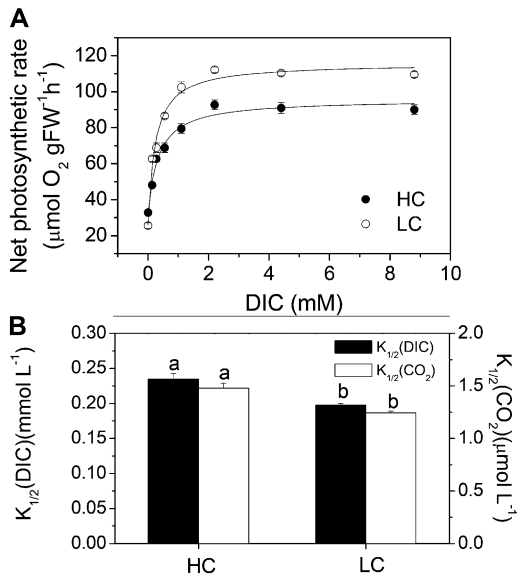 A
Net photosynthetic rate
(μmol O₂ gFW⁻¹h⁻¹)
120
100
80
60
40
20
HC
LC
0 2 4 6 8 10
DIC (mM)
B
K₁/₂(DIC)(mmol L⁻¹)
0.30
0.25
0.20
0.15
0.10
0.05
0.00
a a b b
K₁/₂(DIC)
K₁/₂(CO₂)
2.0
1.5
1.0
0.5
0.0
K₁/₂(CO₂)(μmol L⁻¹)
HC LC